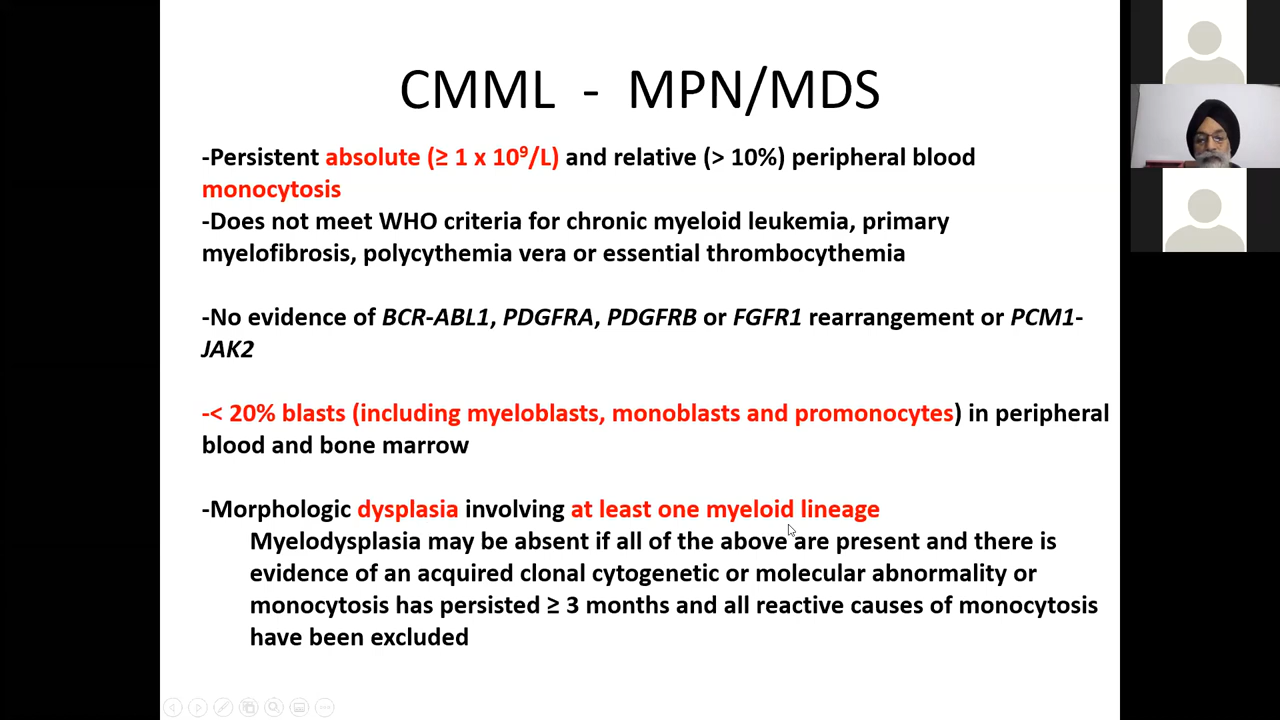 CMML - MPN/MDS
-Persistent absolute (≥ 1 x 10⁹/L) and relative (> 10%) peripheral blood
monocytosis
-Does not meet WHO criteria for chronic myeloid leukemia, primary
myelofibrosis, polycythemia vera or essential thrombocythemia
-No evidence of BCR-ABL1, PDGFRA, PDGFRB or FGFR1 rearrangement or PCM1-
JAK2
-< 20% blasts (including myeloblasts, monoblasts and promonocytes) in peripheral
blood and bone marrow
-Morphologic dysplasia involving at least one myeloid lineage
Myelodysplasia may be absent if all of the above are present and there is
evidence of an acquired clonal cytogenetic or molecular abnormality or
monocytosis has persisted ≥ 3 months and all reactive causes of monocytosis
have been excluded